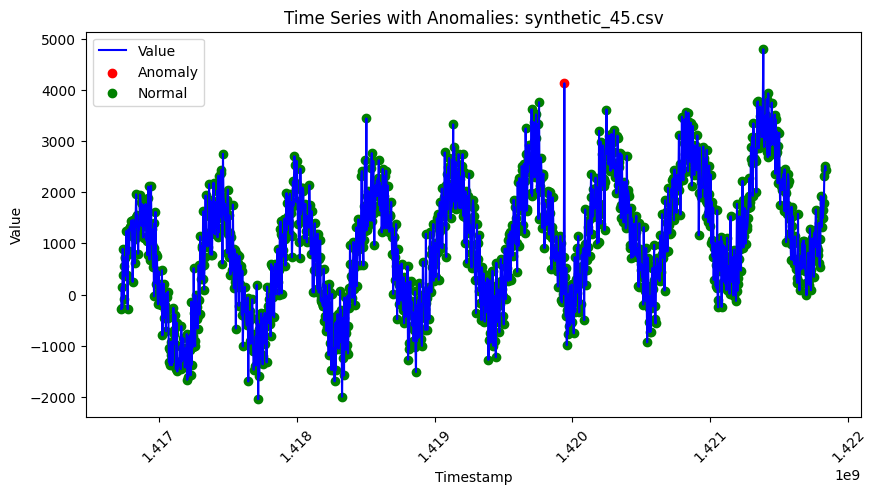 Time Series with Anomalies: synthetic_45.csv
Value
Anomaly
Normal
5000
4000
3000
2000
1000
0
−1000
−2000
Value
1.417
1.418
1.419
1.420
1.421
1.422
1e9
Timestamp